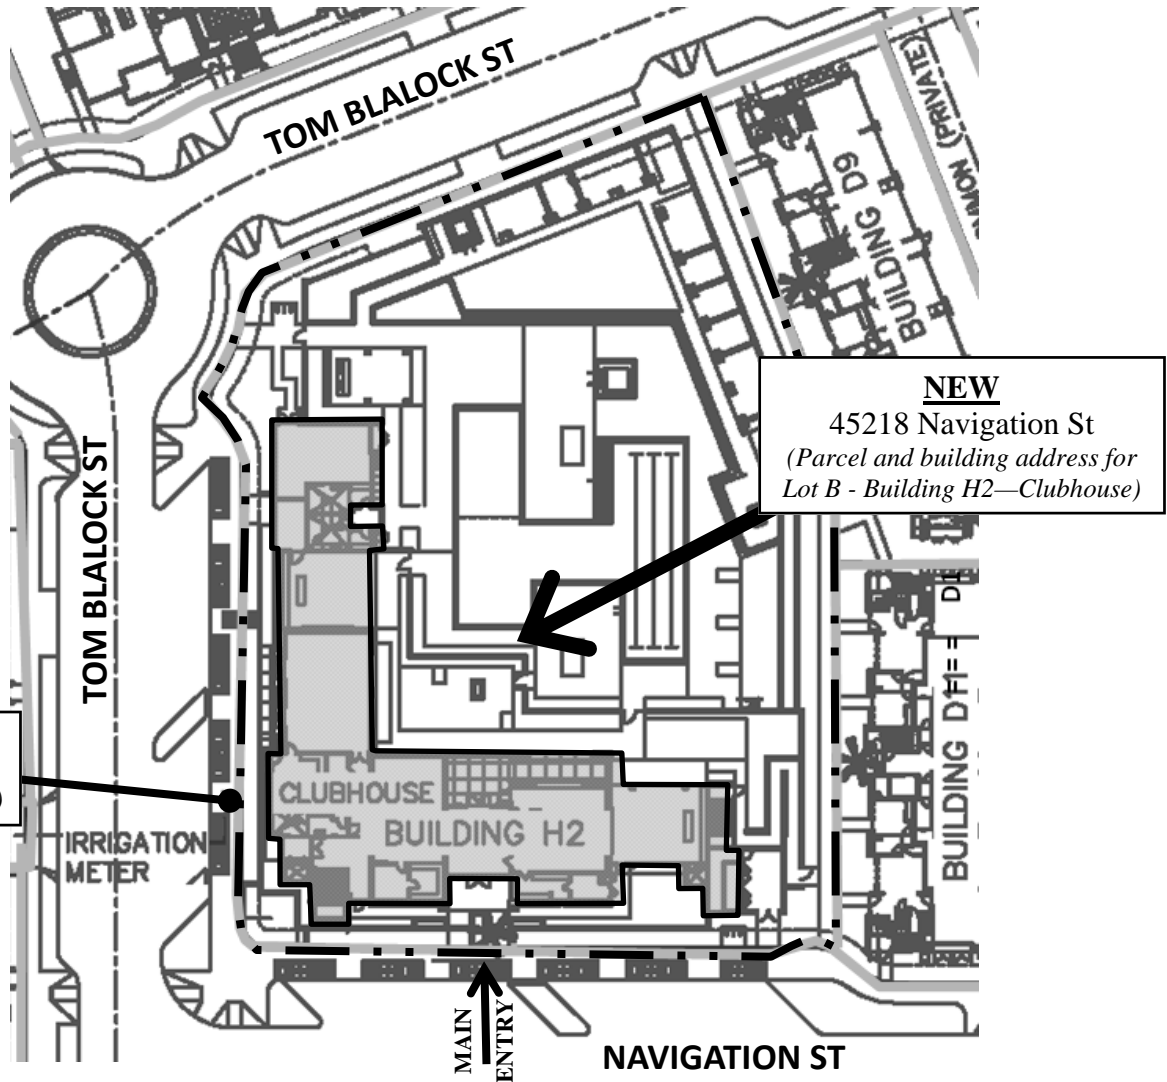 TOM BLALOCK ST
MMON (PRIVATE)
BUILDING D9
NEW
45218 Navigation St
(Parcel and building address for
Lot B - Building H2—Clubhouse)
TOM BLALOCK ST
D1
BUILDING D
CLUBHOUSE
BUILDING H2
)
IRRIGATION
METER
MAIN
ENTRY
NAVIGATION ST